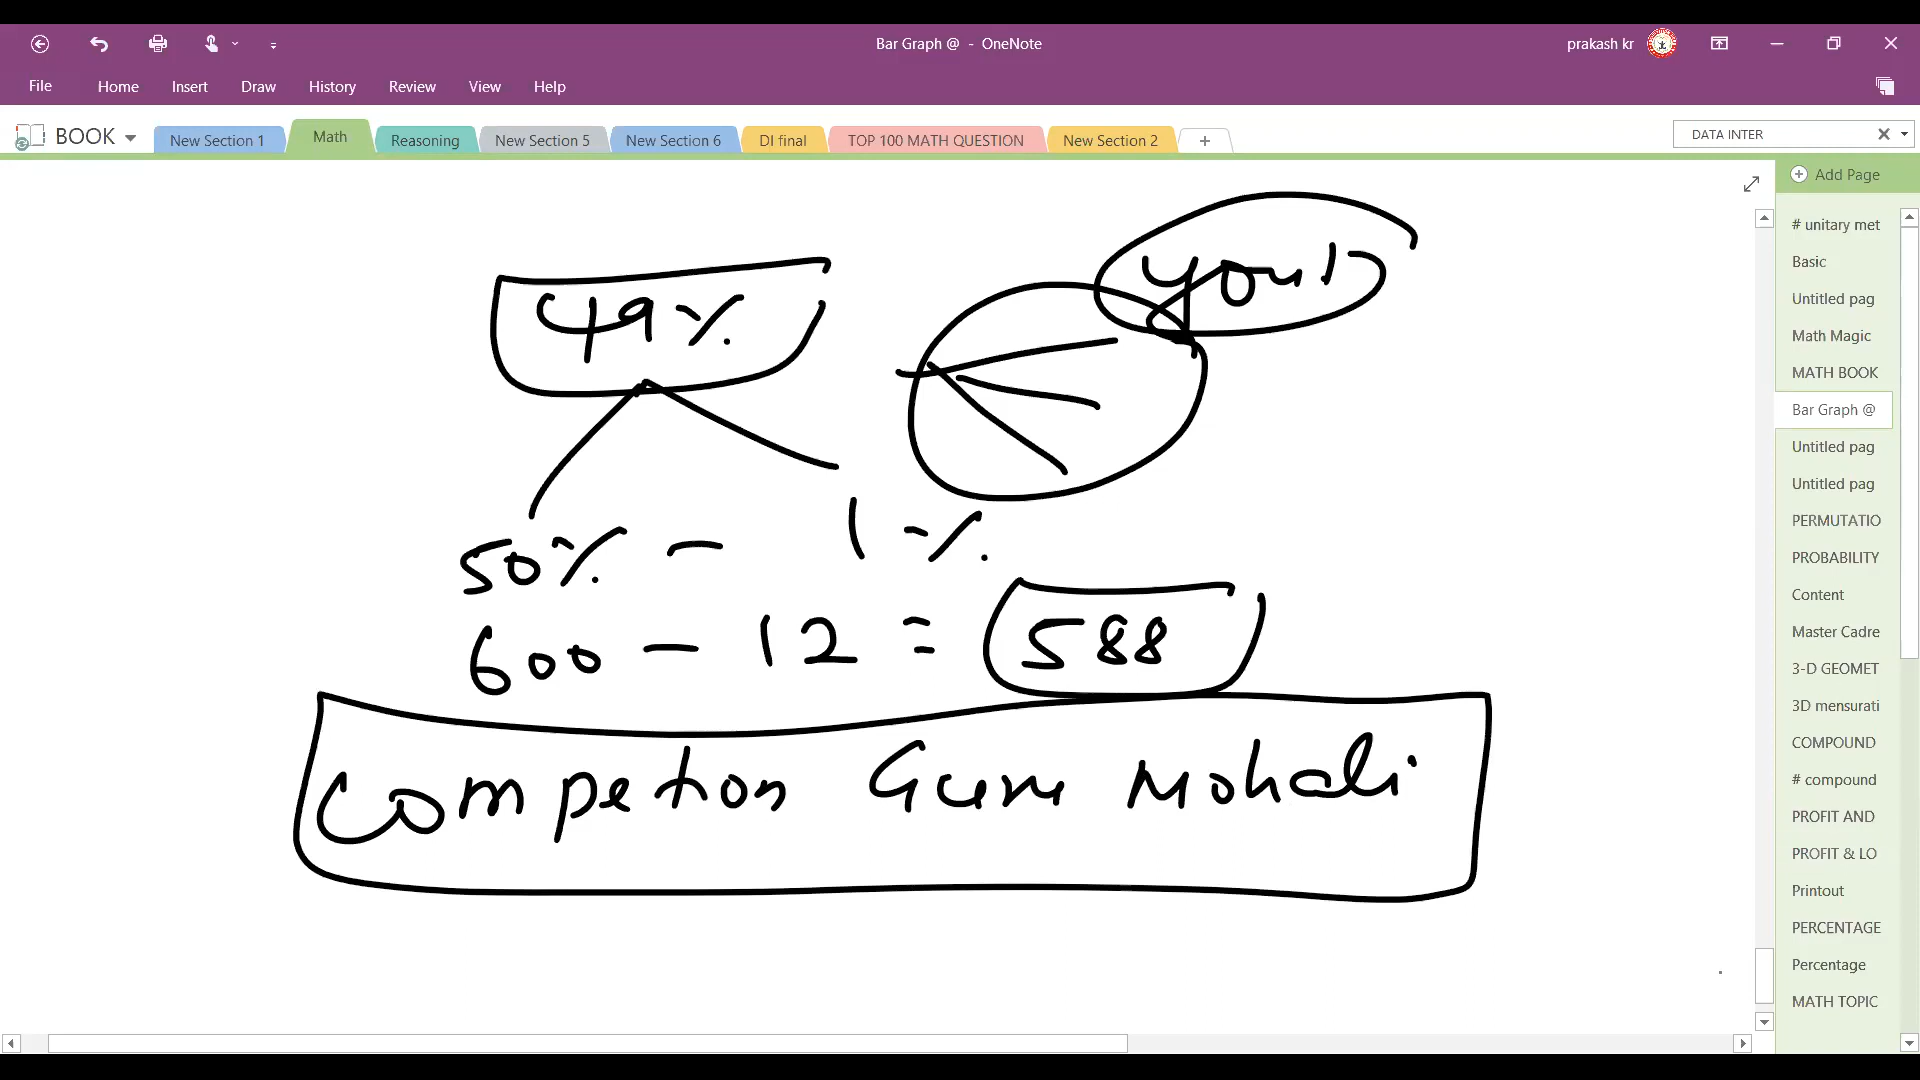 Bar Graph @ - OneNote
prakash kr
File Home Insert Draw History Review View Help
BOOK New Section 1 Math Reasoning New Section 5 New Section 6 DI final TOP 100 MATH QUESTION New Section 2 +
DATA INTER
Add Page
# unitary met
Basic
Untitled pag
Math Magic
MATH BOOK
Bar Graph @
Untitled pag
Untitled pag
PERMUTATIO
PROBABILITY
Content
Master Cadre
3-D GEOMET
3D mensurati
COMPOUND
# compound
PROFIT AND
PROFIT & LO
Printout
PERCENTAGE
Percentage
MATH TOPIC
49%
50% - 1%
600 - 12 = 588
Competion Guru Mohali